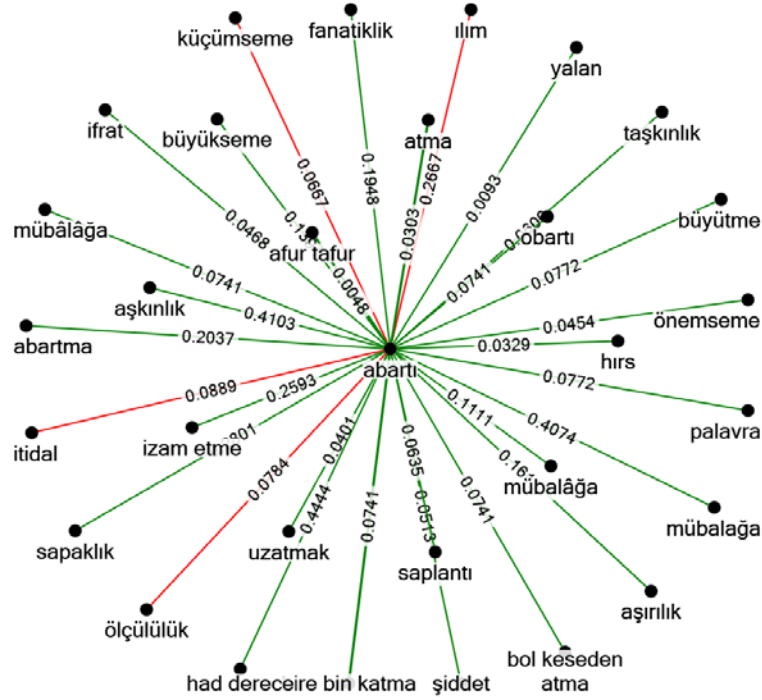 küçümseme
fanatiklik
ılım
yalan
ifrat
büyükseme
atma
taşkınlık
0.0667
0.1948
0.2667
0.0093
mübâlâğa
0.0468
afur tafur
0.0303
obartı
büyütme
0.0741
0.0048
0.0741
0.0772
aşkınlık
0.4103
0.0454
önemseme
abartma
0.2037
0.0329
hırs
abartı
0.0889
0.2593
0.0772
itidal
izam etme
0.0401
0.0635
0.1111
0.4074
palavra
0.0784
0.4444
0.0741
0.0513
0.0741
mübalâğa
mübalağa
sapaklık
uzatmak
saplantı
ölçülülük
aşırılık
had derece
ire bin katma
şiddet
bol keseden
atma